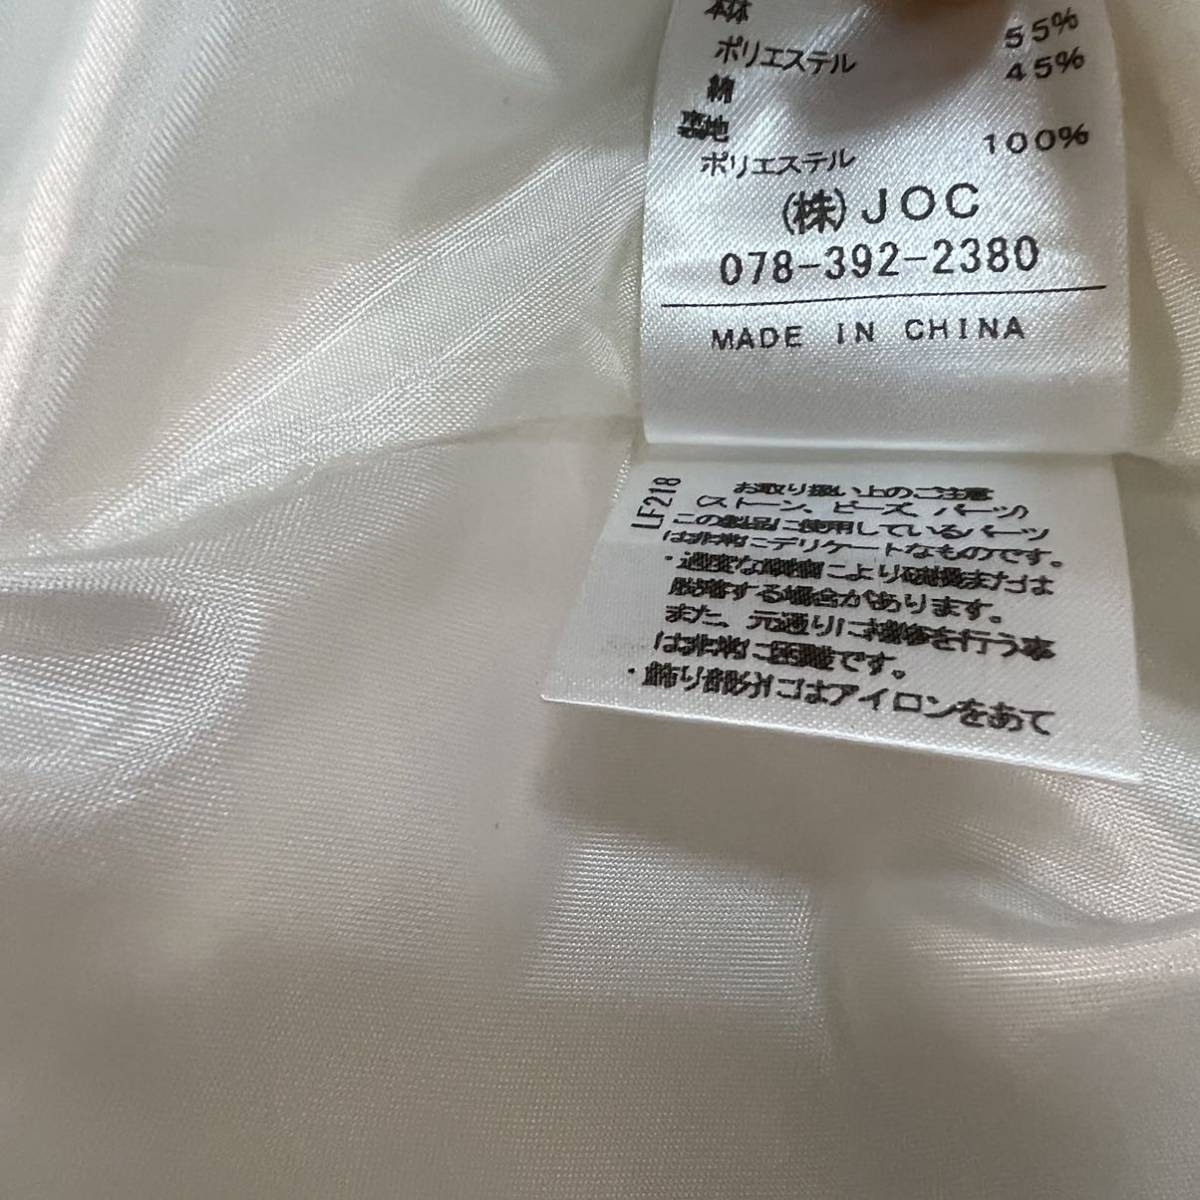 本体
ポリエステル 55%
綿 45%
裏地
ポリエステル 100%
(株)JOC
078-392-2380
MADE IN CHINA
LF218
お取り扱い上のご注意
(ストーン、ビーズ、パーツ)
この製品に使用しているパーツ
は非常にデリケートなものです。
・過度な摩擦により破損または
脱落する場合があります。
また、元通りに補修を行う事
は非常に困難です。
・飾り部分にはアイロンをあて